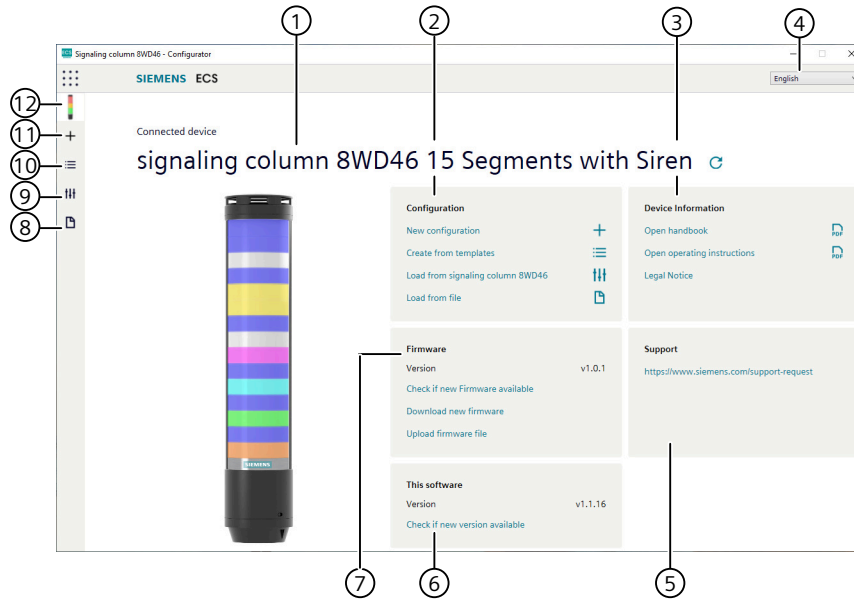 1 2 3 4
ECS Signaling column 8WD46 - Configurator
SIEMENS ECS English
12
11
10
9
8
Connected device
signaling column 8WD46 15 Segments with Siren
Configuration
New configuration
Create from templates
Load from signaling column 8WD46
Load from file
Device Information
Open handbook PDF
Open operating instructions PDF
Legal Notice
Firmware
Version v1.0.1
Check if new Firmware available
Download new firmware
Upload firmware file
Support
https://www.siemens.com/support-request
SIEMENS
This software
Version v1.1.16
Check if new version available
7 6 5